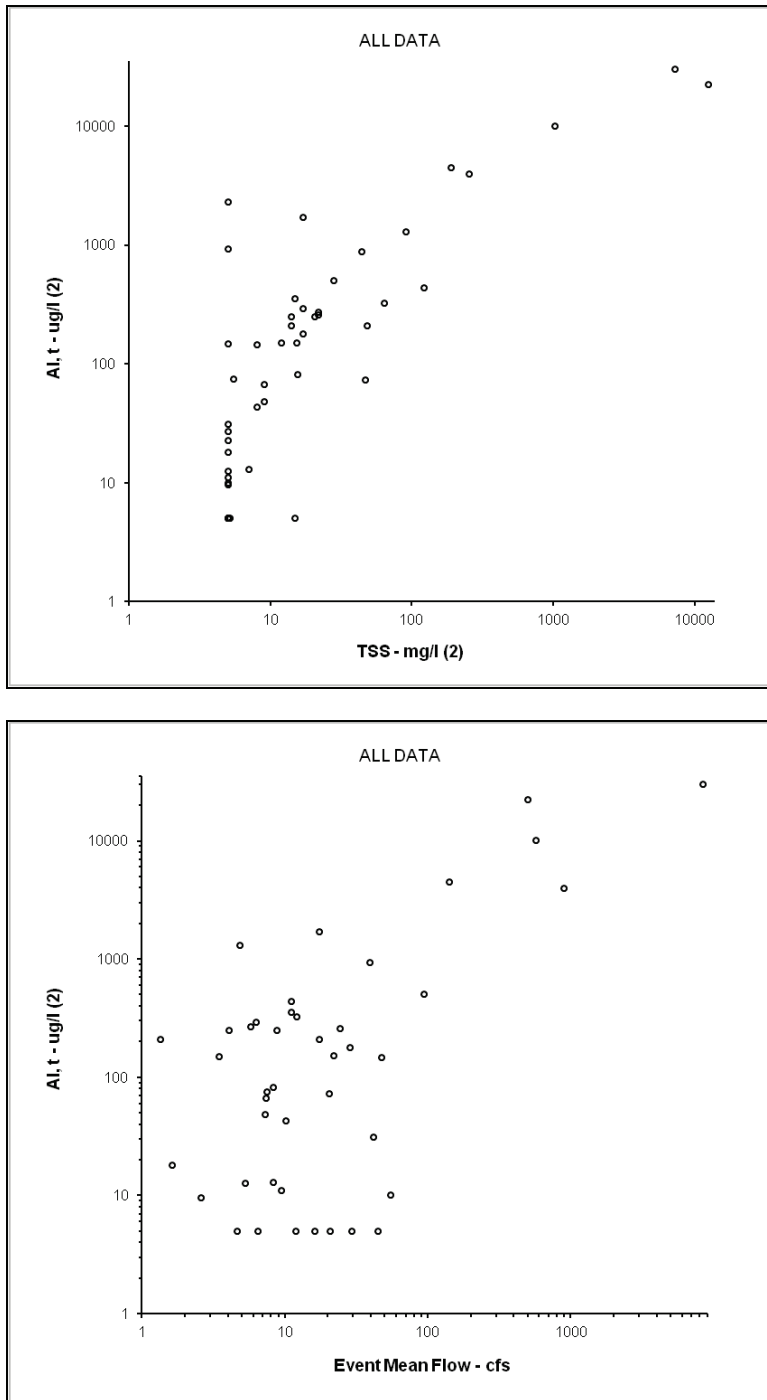 ALL DATA
10000
1000
100
10
1
Al, t - ug/l (2)
1 10 100 1000 10000
TSS - mg/l (2)
ALL DATA
10000
1000
100
10
1
Al, t - ug/l (2)
1 10 100 1000
Event Mean Flow - cfs